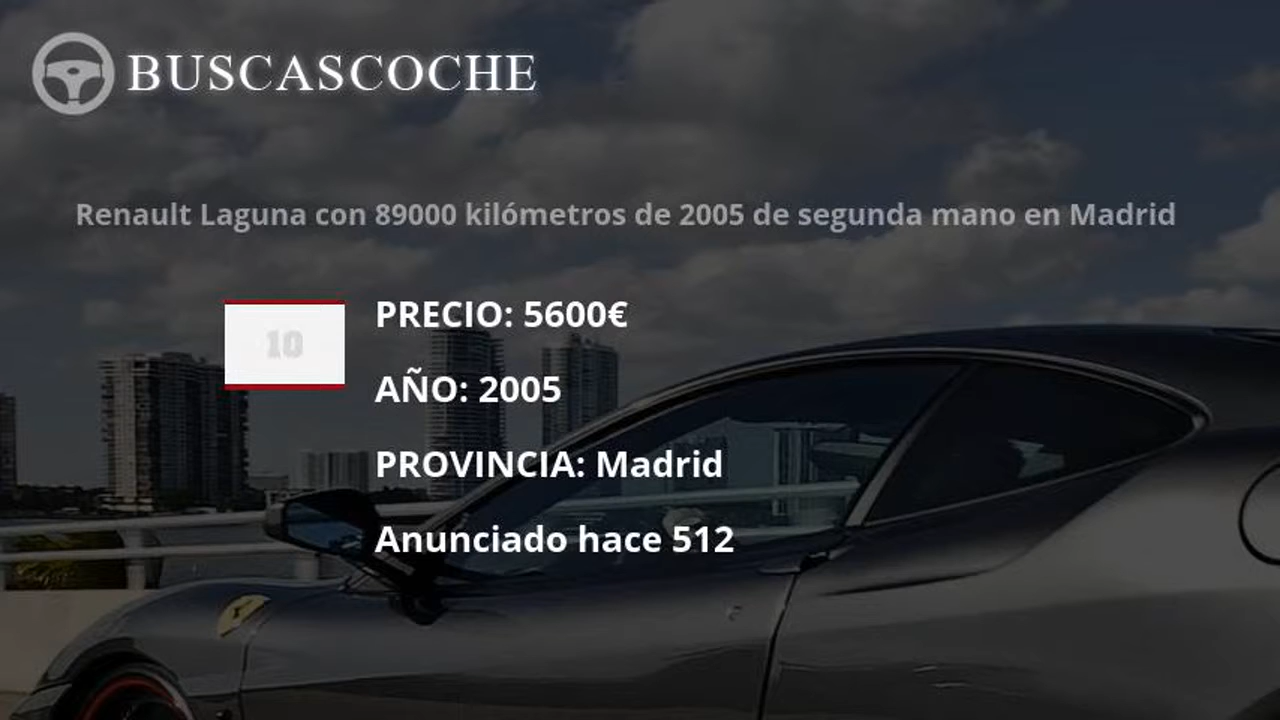 BUSCASCOCHE
Renault Laguna con 89000 kilómetros de 2005 de segunda mano en Madrid
10
PRECIO: 5600€
AÑO: 2005
PROVINCIA: Madrid
Anunciado hace 512